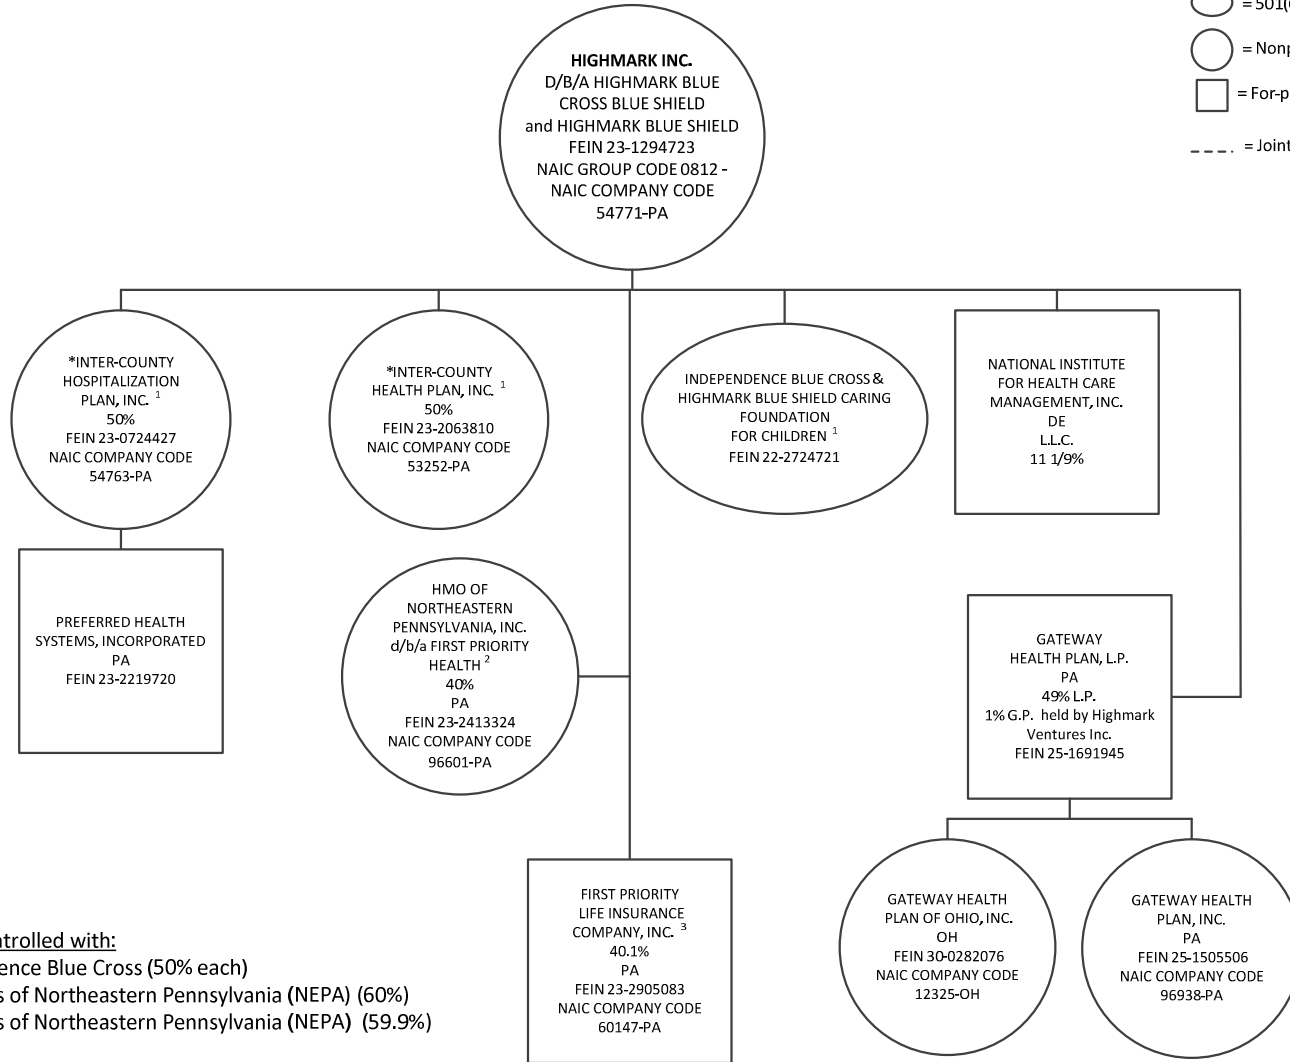 = 501(
= Nonp
= For-p
= Joint
HIGHMARK INC.
D/B/A HIGHMARK BLUE
CROSS BLUE SHIELD
and HIGHMARK BLUE SHIELD
FEIN 23-1294723
NAIC GROUP CODE 0812 -
NAIC COMPANY CODE
54771-PA
*INTER-COUNTY
HOSPITALIZATION
PLAN, INC. 1
50%
FEIN 23-0724427
NAIC COMPANY CODE
54763-PA
*INTER-COUNTY
HEALTH PLAN, INC. 1
50%
FEIN 23-2063810
NAIC COMPANY CODE
53252-PA
INDEPENDENCE BLUE CROSS &
HIGHMARK BLUE SHIELD CARING
FOUNDATION
FOR CHILDREN 1
FEIN 22-2724721
NATIONAL INSTITUTE
FOR HEALTH CARE
MANAGEMENT, INC.
DE
L.L.C.
11 1/9%
PREFERRED HEALTH
SYSTEMS, INCORPORATED
PA
FEIN 23-2219720
HMO OF
NORTHEASTERN
PENNSYLVANIA, INC.
d/b/a FIRST PRIORITY
HEALTH 2
40%
PA
FEIN 23-2413324
NAIC COMPANY CODE
96601-PA
GATEWAY
HEALTH PLAN, L.P.
PA
49% L.P.
1% G.P. held by Highmark
Ventures Inc.
FEIN 25-1691945
FIRST PRIORITY
LIFE INSURANCE
COMPANY, INC. 3
40.1%
PA
FEIN 23-2905083
NAIC COMPANY CODE
60147-PA
GATEWAY HEALTH
PLAN OF OHIO, INC.
OH
FEIN 30-0282076
NAIC COMPANY CODE
12325-OH
GATEWAY HEALTH
PLAN, INC.
PA
FEIN 25-1505506
NAIC COMPANY CODE
96938-PA
ntrolled with:
ence Blue Cross (50% each)
s of Northeastern Pennsylvania (NEPA) (60%)
s of Northeastern Pennsylvania (NEPA) (59.9%)